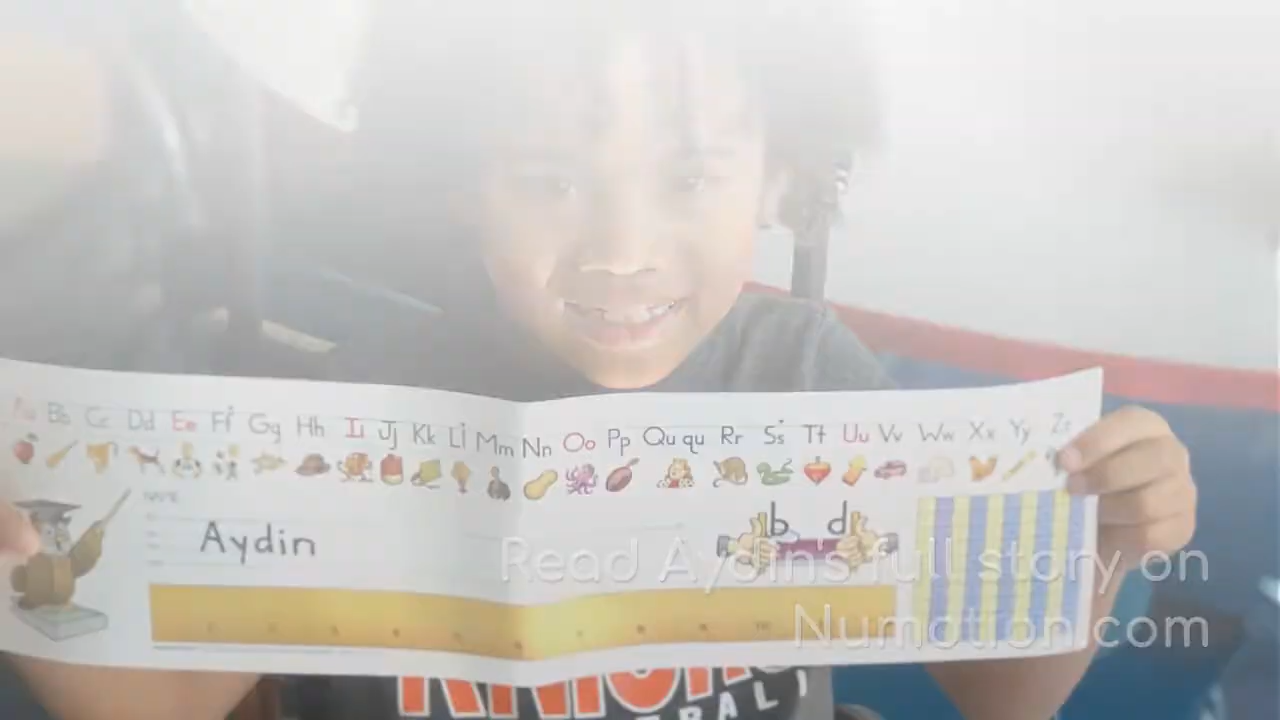 Aa Bb Cc Dd Ee Ff Gg Hh Ii Jj Kk Ll Mm Nn Oo Pp Qu qu Rr Ss Tt Uu Vv Ww Xx Yy Zz
NAME
Aydin
b d
Read Aydin's full story on
Numotion.com